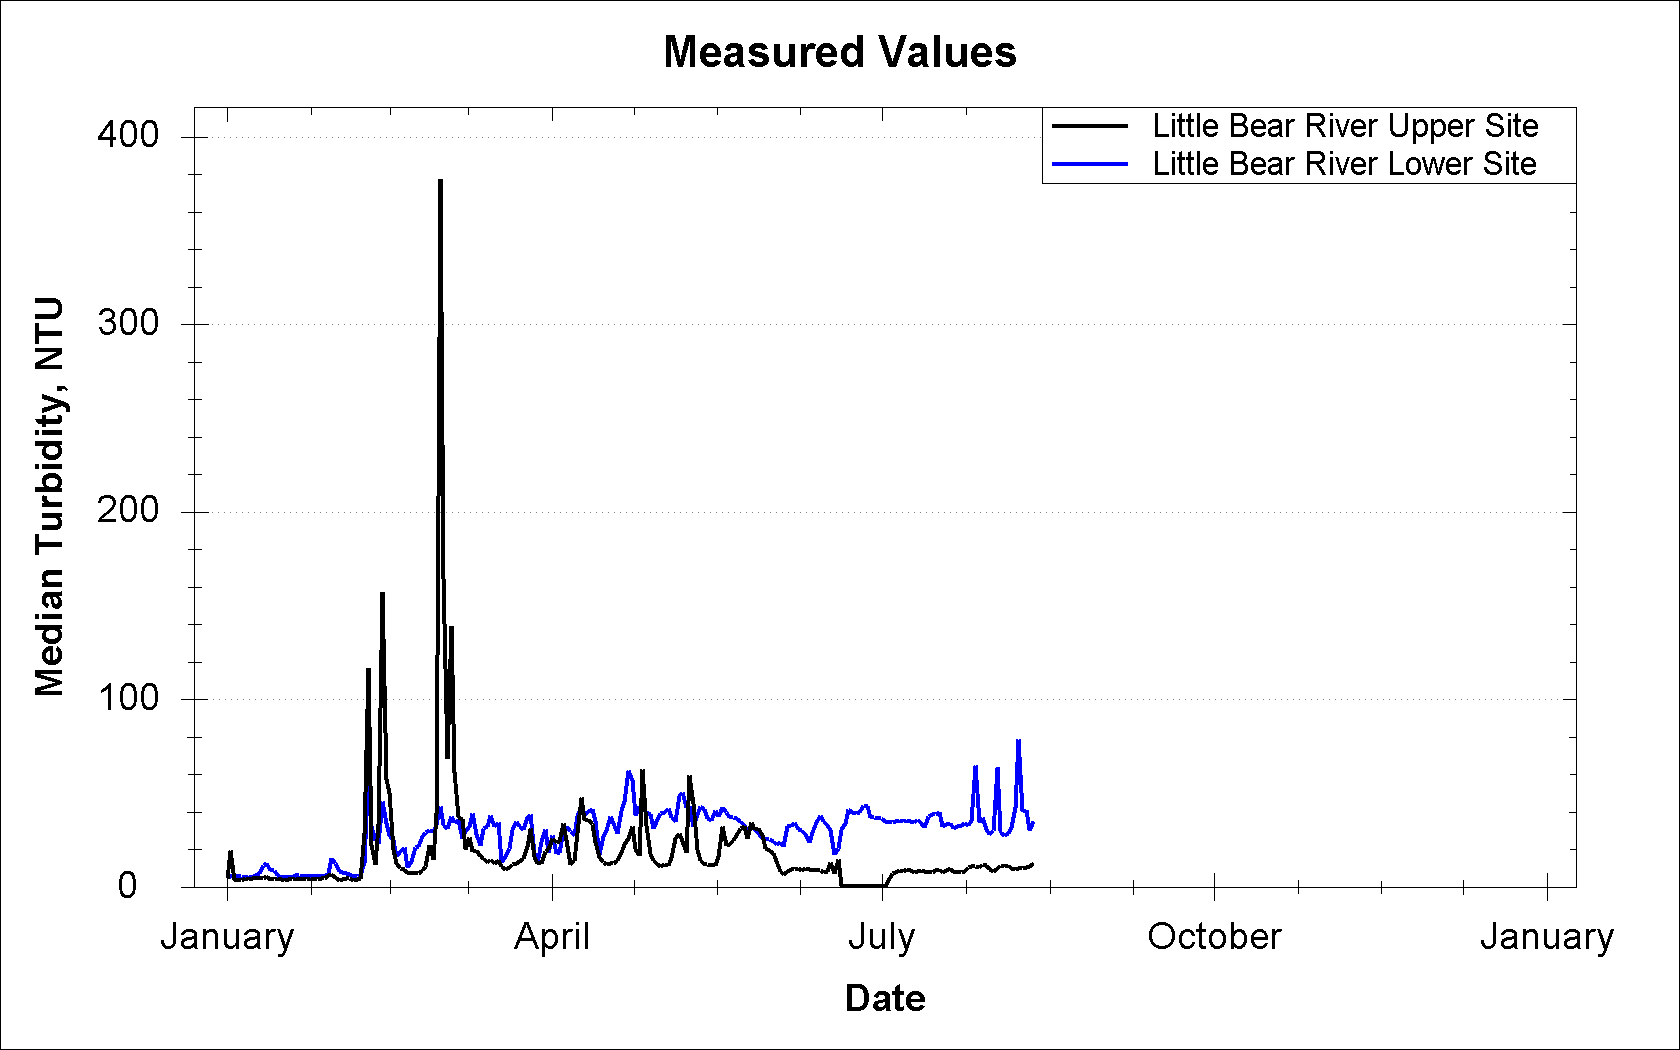 Measured Values
Little Bear River Upper Site
Little Bear River Lower Site
400
300
200
100
0
Median Turbidity, NTU
January April July October January
Date